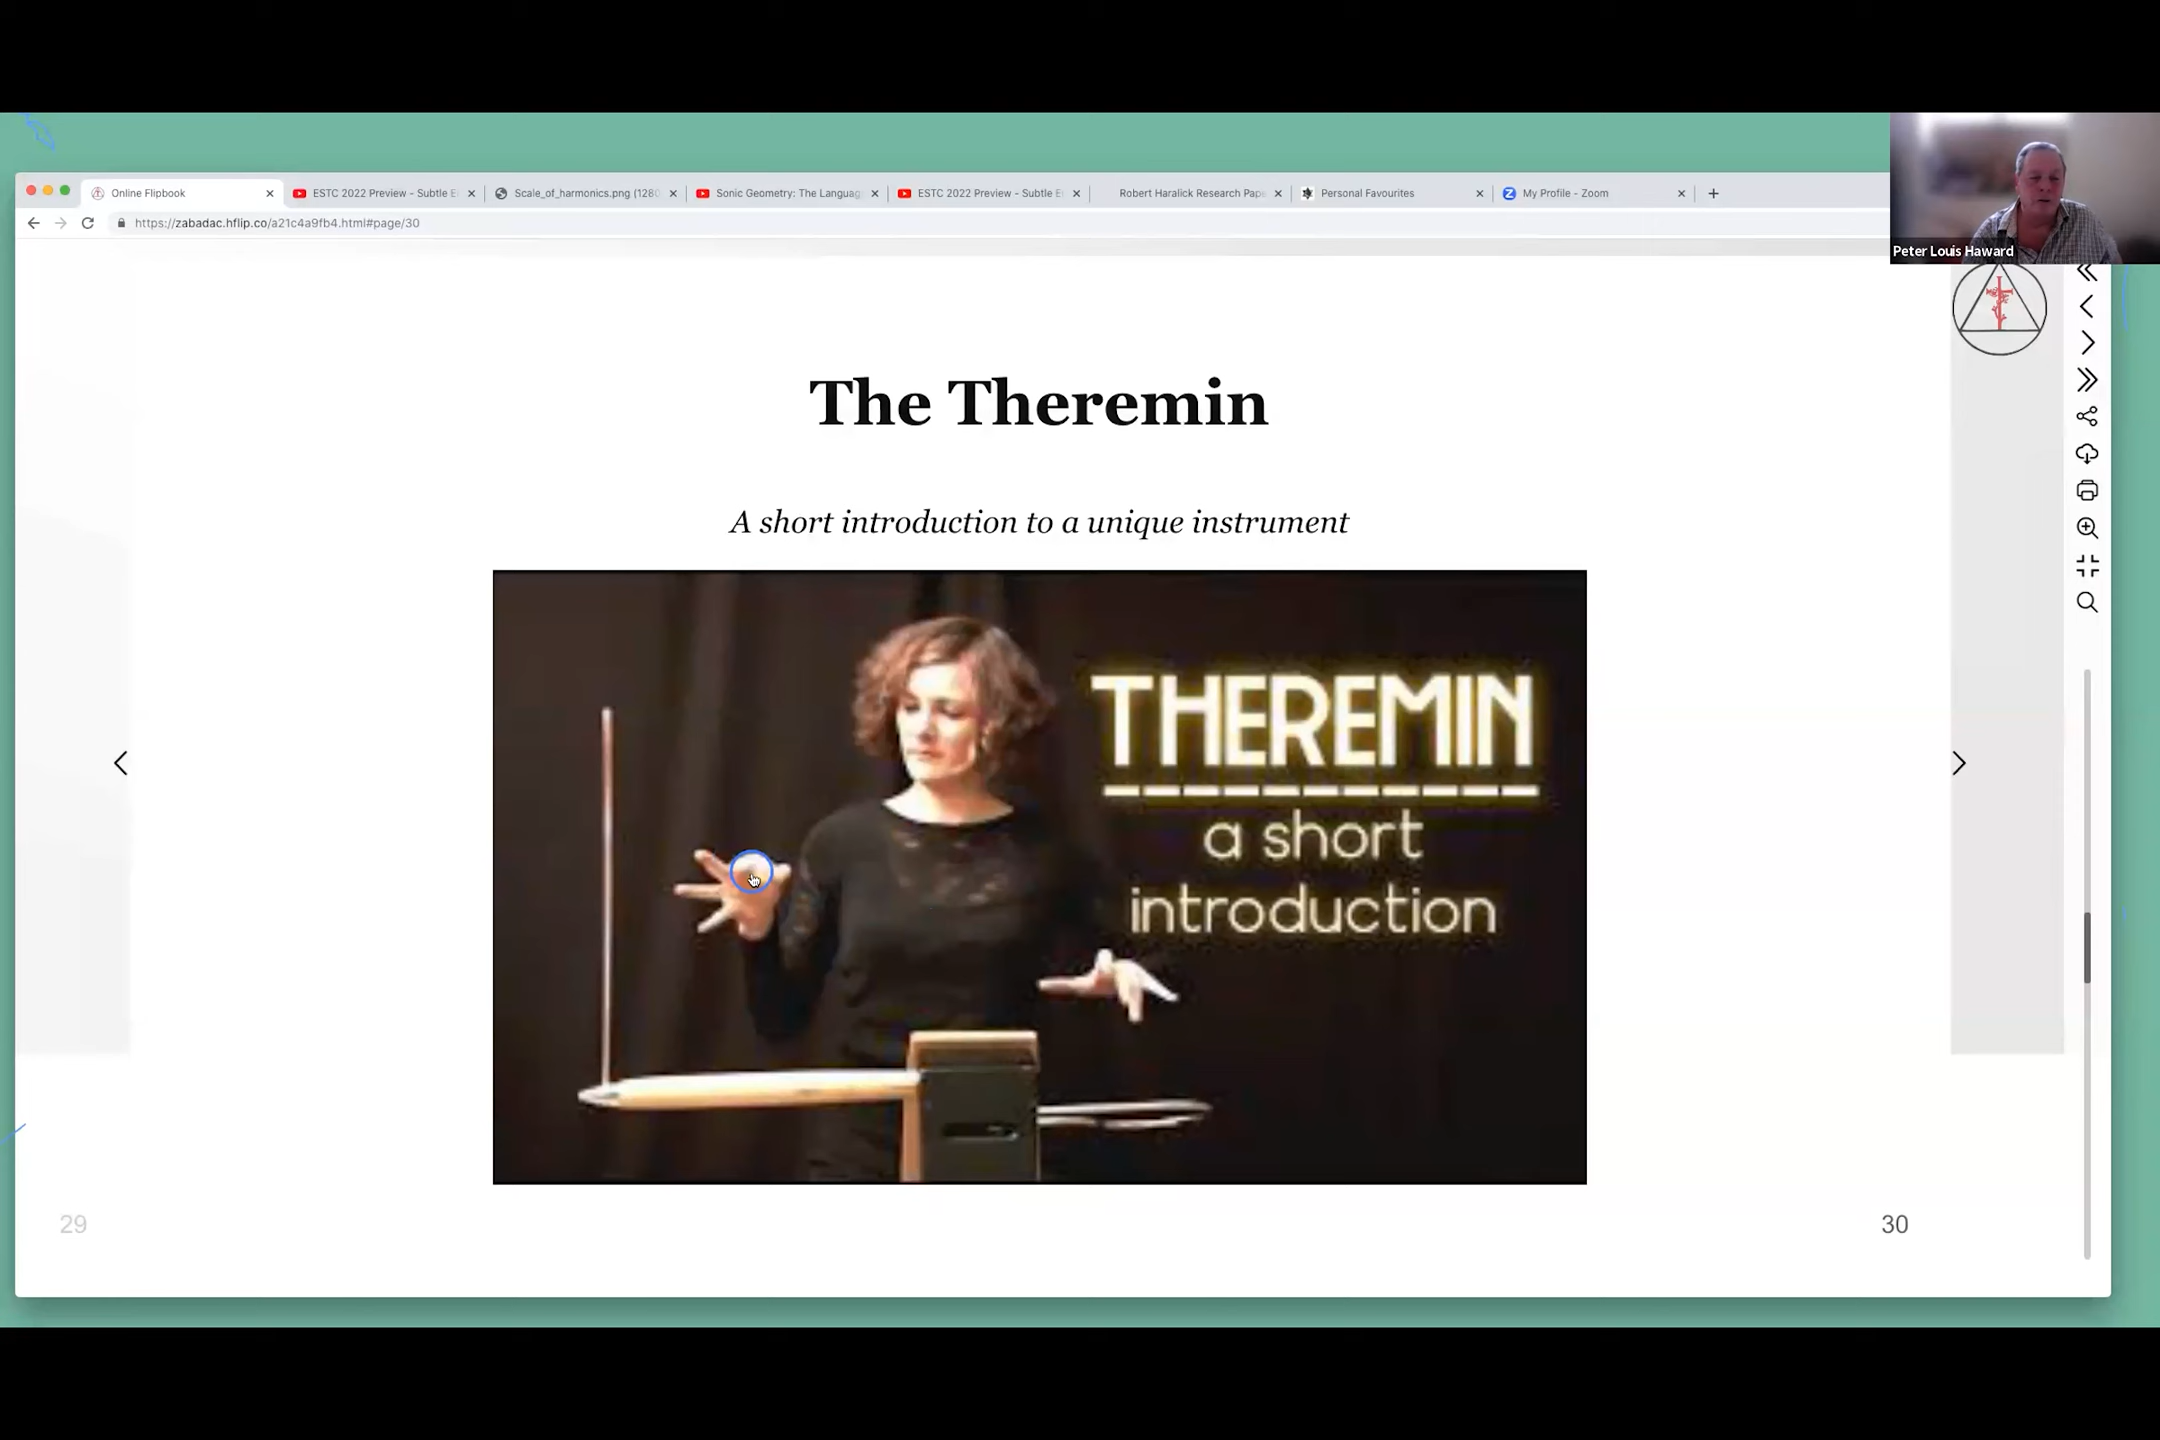 Online Flipbook
ESTC 2022 Preview - Subtle E
Scale_of_harmonics.png (128
Sonic Geometry: The Languag
ESTC 2022 Preview - Subtle E
Robert Haralick Research Pape
Personal Favourites
My Profile - Zoom
https://zabadac.hflip.co/a21c4a9fb4.html#page/30
Peter Louis Haward
The Theremin
A short introduction to a unique instrument
THEREMIN
a short
introduction
29
30